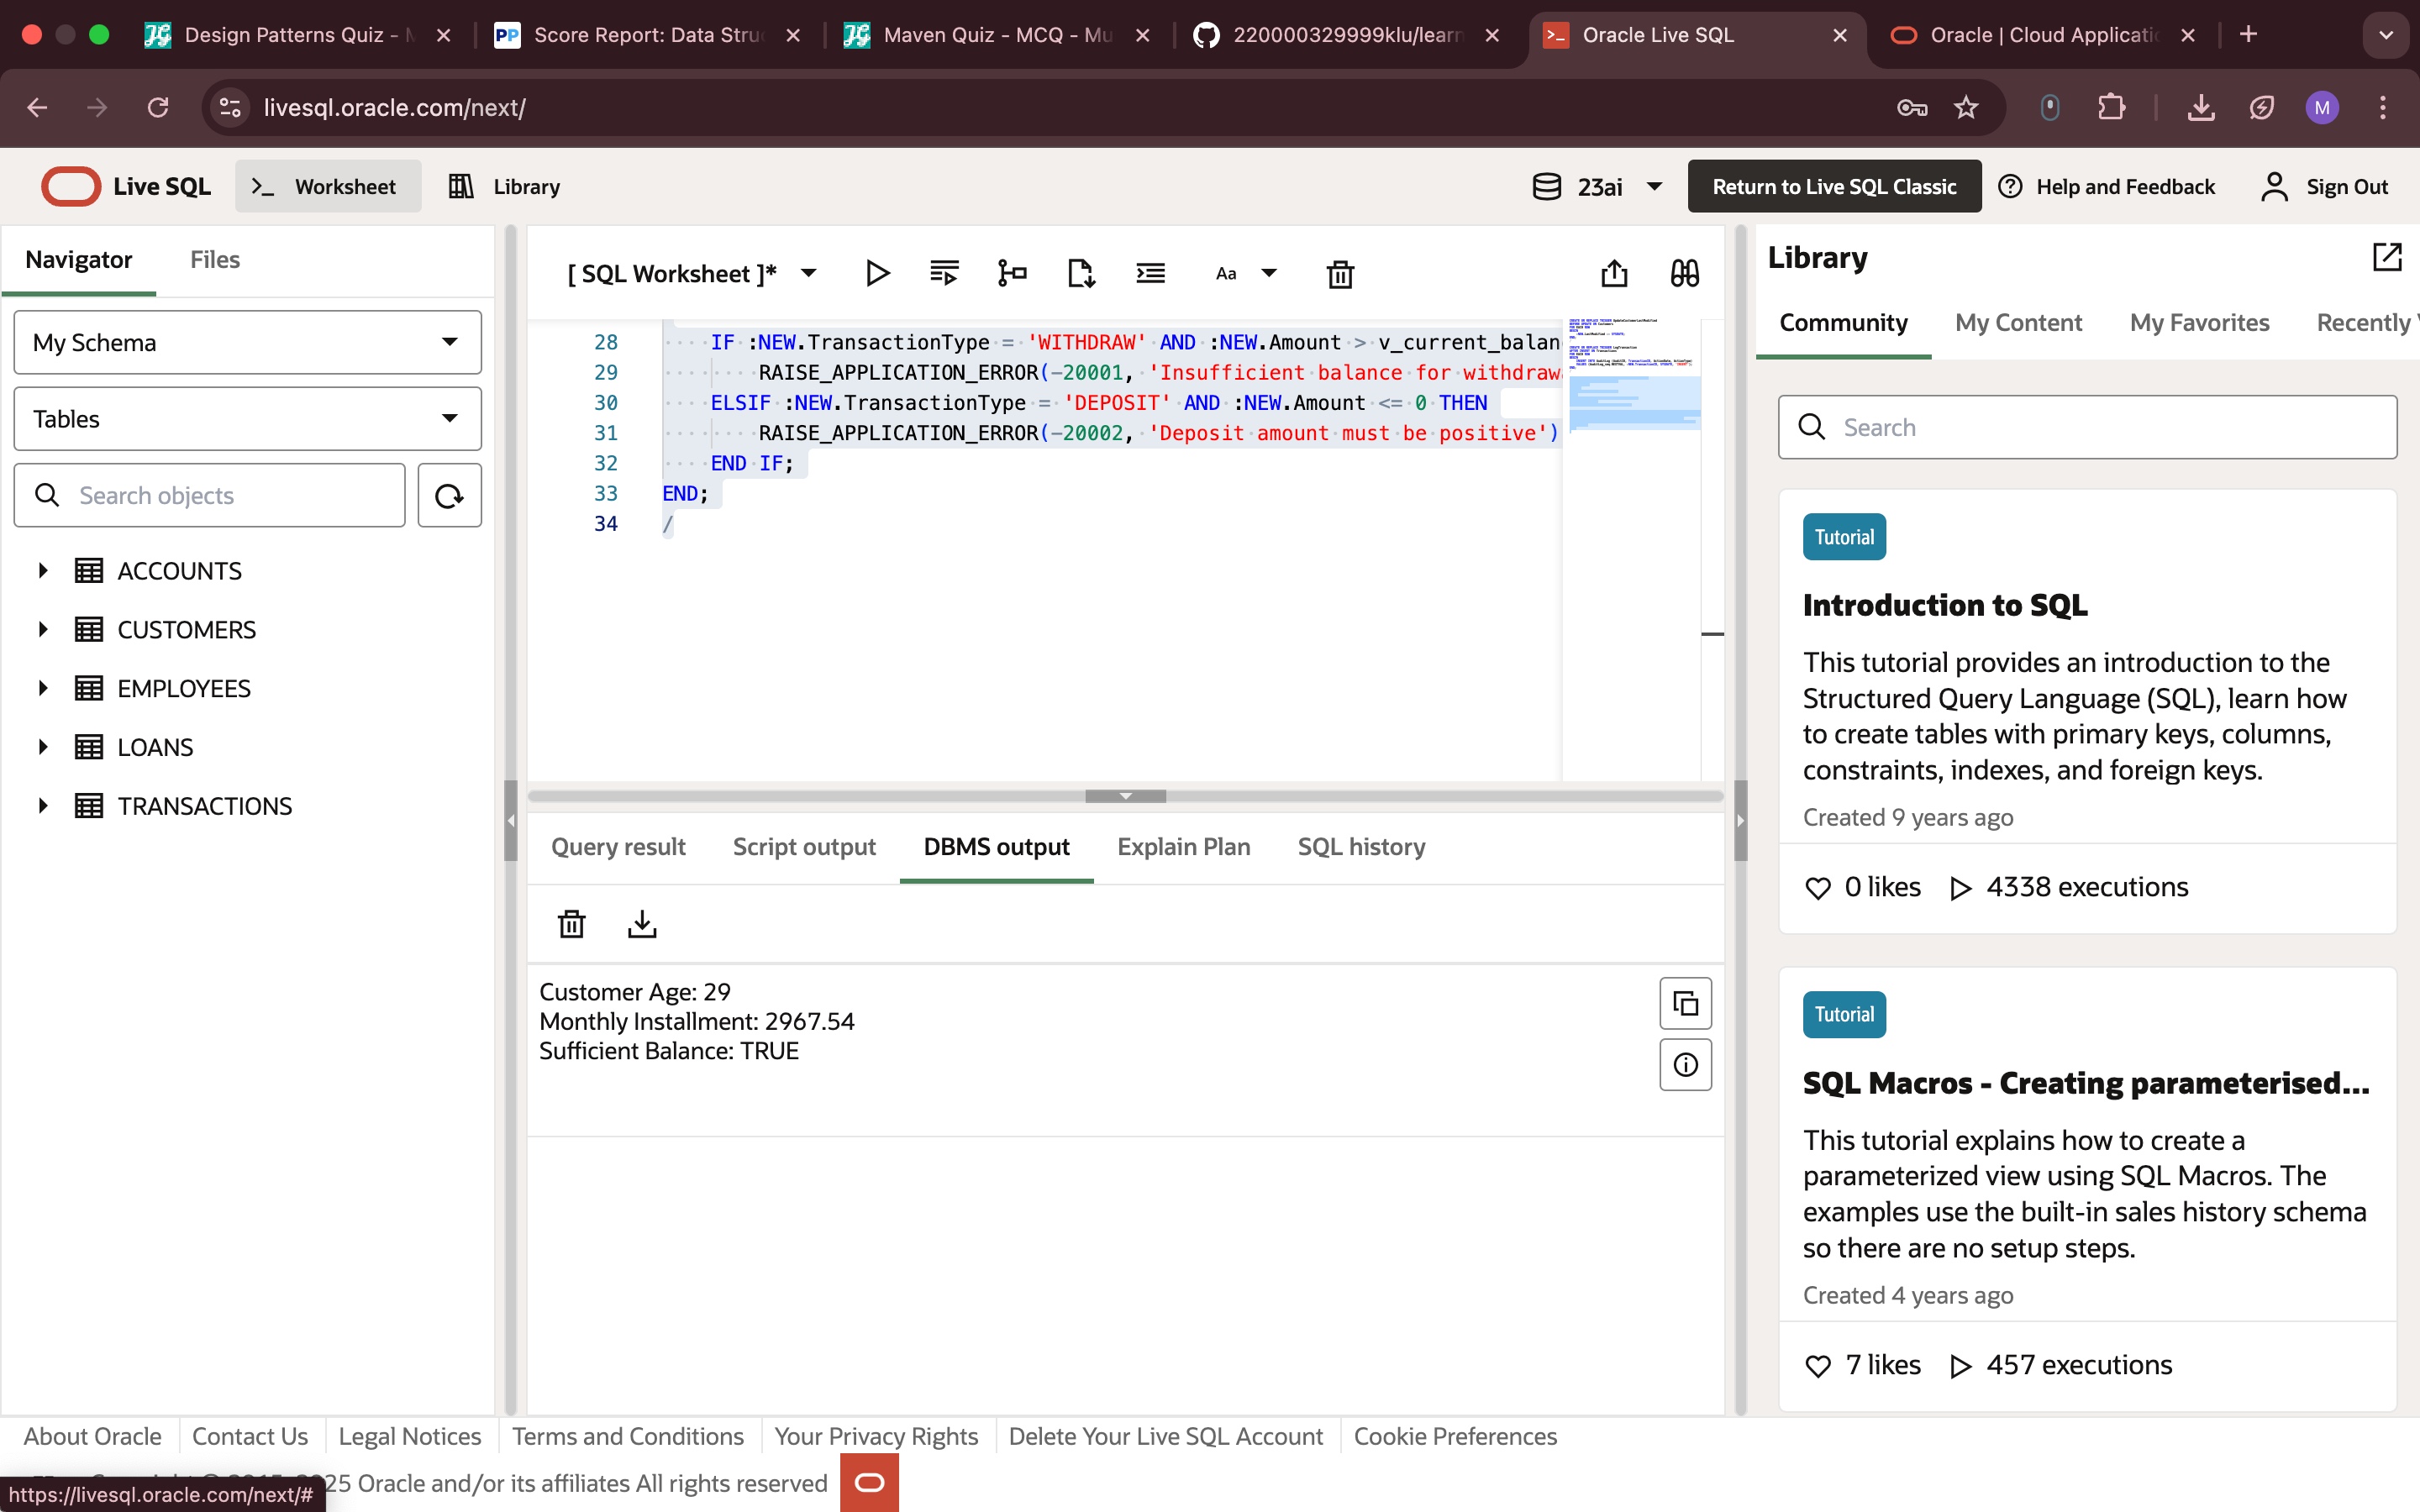 Design Patterns Quiz -
Score Report: Data Stru
Maven Quiz - MCQ - Mu
220000329999klu/learn
Oracle Live SQL
Oracle | Cloud Applicati
livesql.oracle.com/next/
M
Live SQL
Worksheet
Library
23ai
Return to Live SQL Classic
Help and Feedback
Sign Out
Navigator
Files
My Schema
Tables
Search objects
ACCOUNTS
CUSTOMERS
EMPLOYEES
LOANS
TRANSACTIONS
[ SQL Worksheet ]*
Aa
28 IF :NEW.TransactionType = 'WITHDRAW' AND :NEW.Amount > v_current_balan
29 RAISE_APPLICATION_ERROR(-20001, 'Insufficient balance for withdraw
30 ELSIF :NEW.TransactionType = 'DEPOSIT' AND :NEW.Amount <= 0 THEN
31 RAISE_APPLICATION_ERROR(-20002, 'Deposit amount must be positive')
32 END IF;
33 END;
34 /
Query result
Script output
DBMS output
Explain Plan
SQL history
Customer Age: 29
Monthly Installment: 2967.54
Sufficient Balance: TRUE
Library
Community
My Content
My Favorites
Recently
Search
Tutorial
Introduction to SQL
This tutorial provides an introduction to the
Structured Query Language (SQL), learn how
to create tables with primary keys, columns,
constraints, indexes, and foreign keys.
Created 9 years ago
0 likes
4338 executions
Tutorial
SQL Macros - Creating parameterised...
This tutorial explains how to create a
parameterized view using SQL Macros. The
examples use the built-in sales history schema
so there are no setup steps.
Created 4 years ago
7 likes
457 executions
About Oracle
Contact Us
Legal Notices
Terms and Conditions
Your Privacy Rights
Delete Your Live SQL Account
Cookie Preferences
25 Oracle and/or its affiliates All rights reserved
https://livesql.oracle.com/next/#